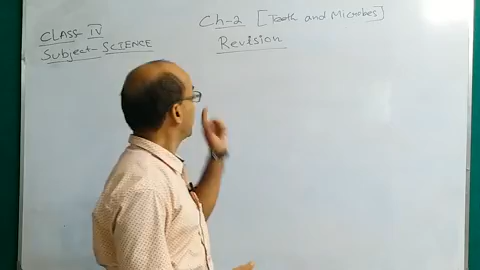 CLASS IV
Subject- SCIENCE
Ch-2 [Tooth and Microbes]
Revision